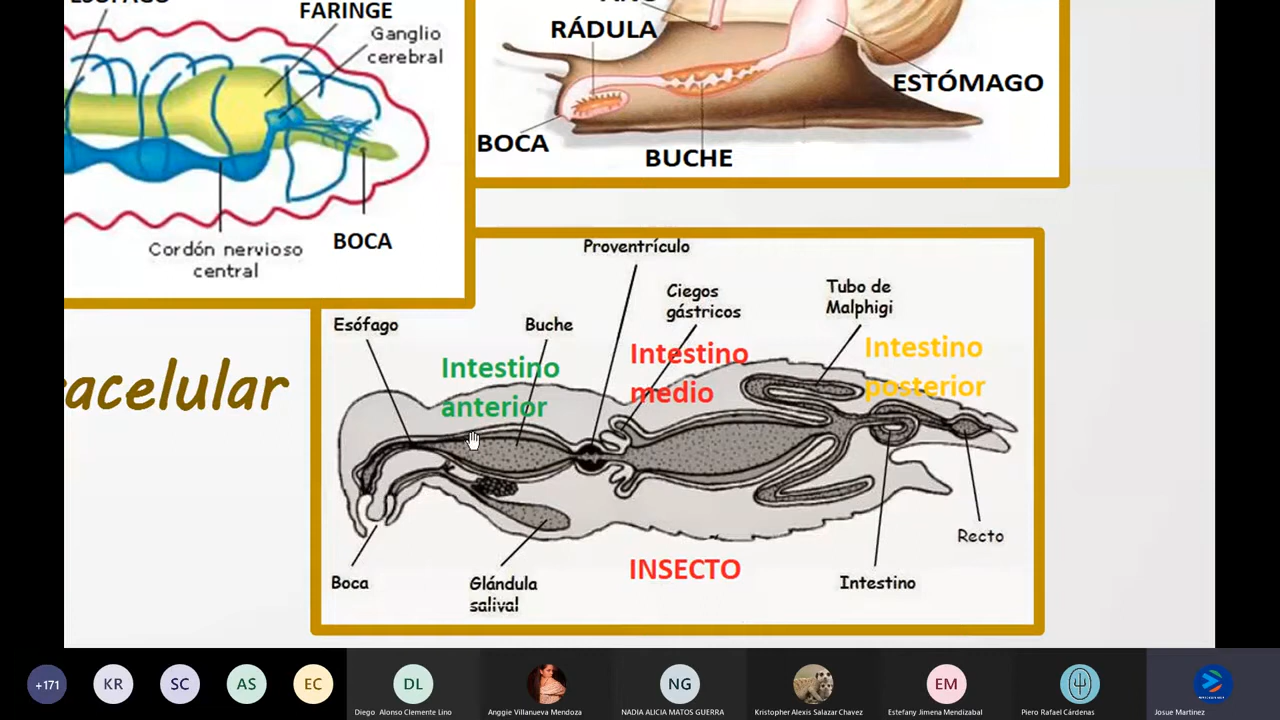 ESÓFAGO
FARINGE
Ganglio
cerebral
Cordón nervioso
central
BOCA
ANO
RÁDULA
ESTÓMAGO
BOCA
BUCHE
acelular
Proventrículo
Ciegos
gástricos
Tubo de
Malphigi
Esófago
Buche
Intestino
anterior
Intestino
medio
Intestino
posterior
Boca
Glándula
salival
INSECTO
Intestino
Recto
+171
KR
SC
AS
EC
DL
NG
EM
Diego Alonso Clemente Lino
Anggie Villanueva Mendoza
NADIA ALICIA MATOS GUERRA
Kristopher Alexis Salazar Chavez
Estefany Jimena Mendizabal
Piero Rafael Cárdenas
Josue Martinez